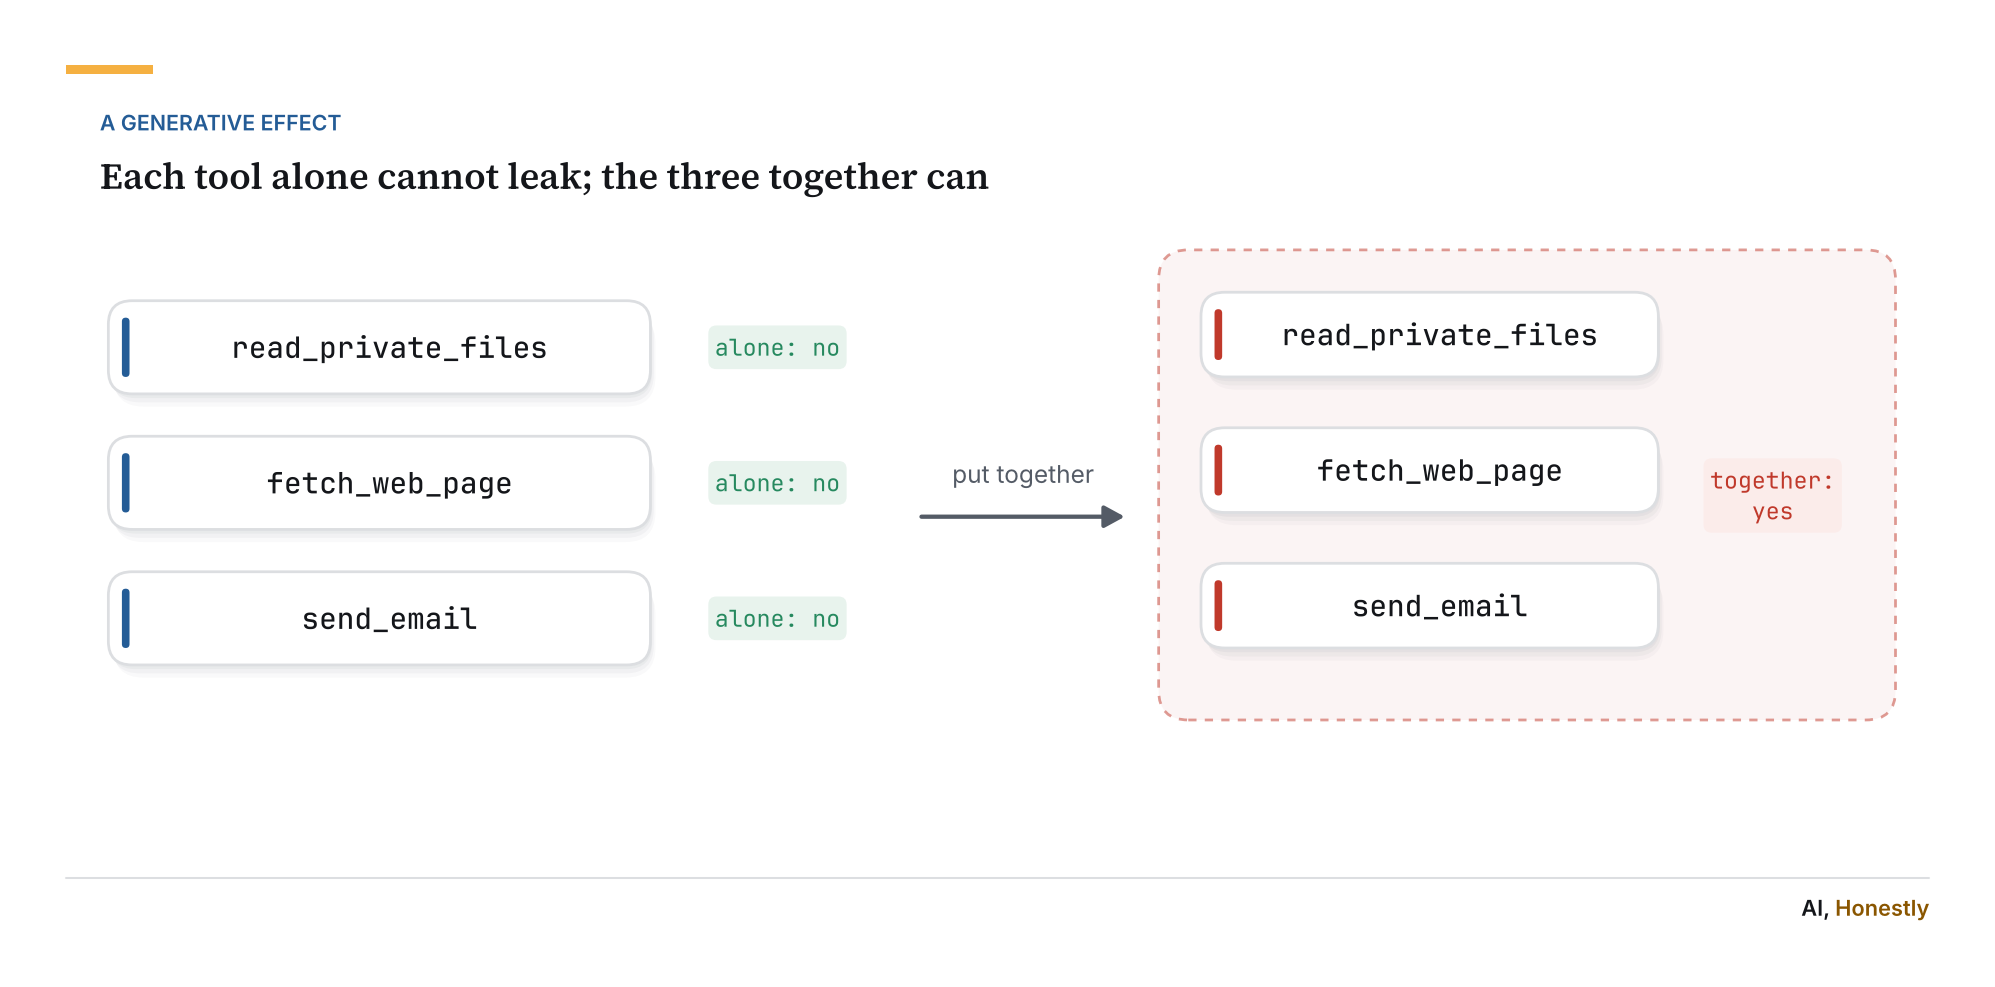 A GENERATIVE EFFECT
Each tool alone cannot leak; the three together can
read_private_files
alone: no
fetch_web_page
alone: no
send_email
alone: no
put together
read_private_files
fetch_web_page
send_email
together:
yes
AI, Honestly